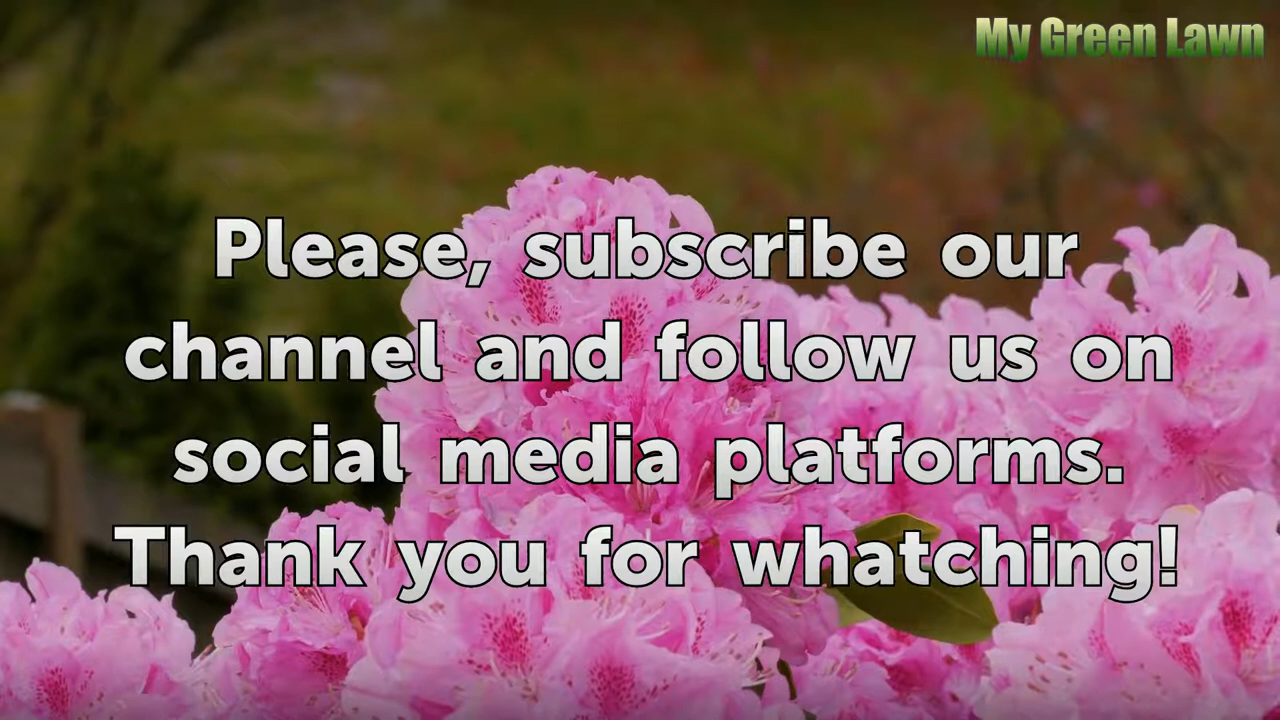 My Green Lawn
Please, subscribe our
channel and follow us on
social media platforms.
Thank you for whatching!